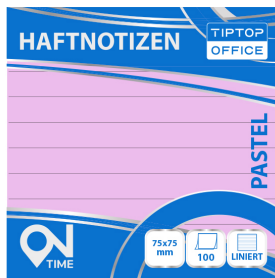 HAFTNOTIZEN
TIPTOP
OFFICE
PASTEL
ON
TIME
75x75
mm
100
LINIERT